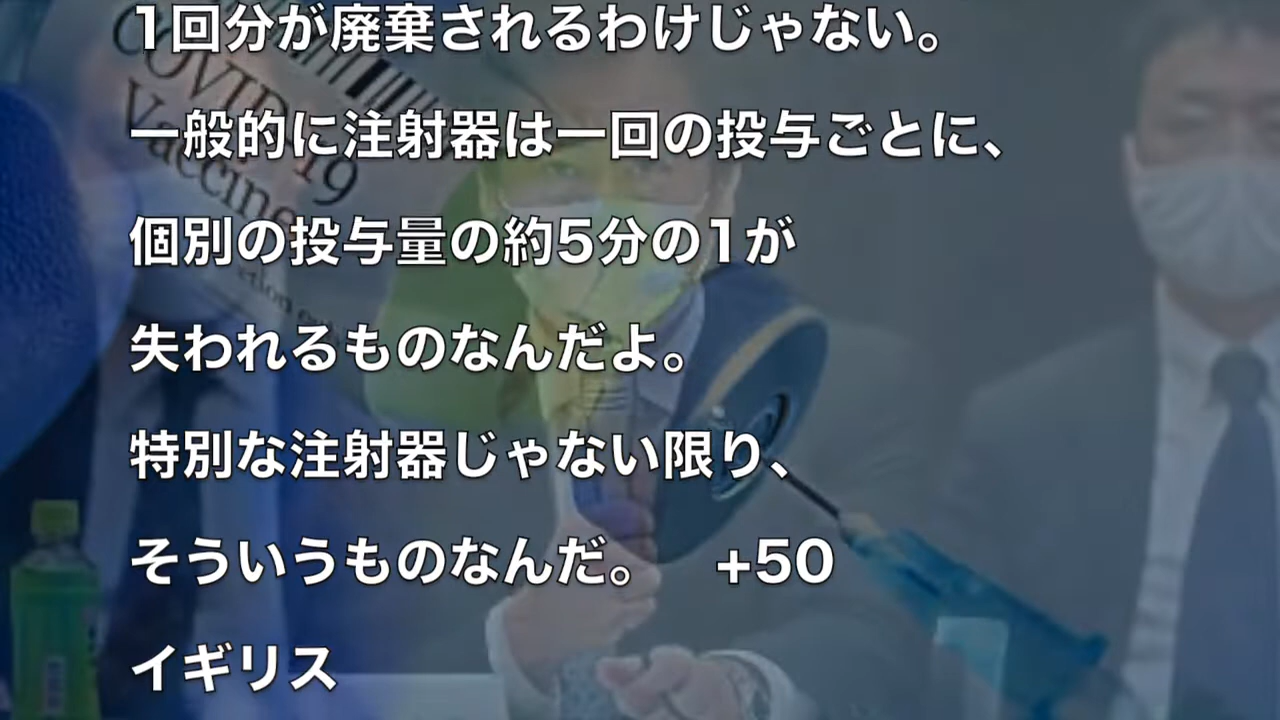 1回分が廃棄されるわけじゃない。
一般的に注射器は一回の投与ごとに、
個別の投与量の約5分の1が
失われるものなんだよ。
特別な注射器じゃない限り、
そういうものなんだ。 +50
イギリス
COVID-19
Vaccine